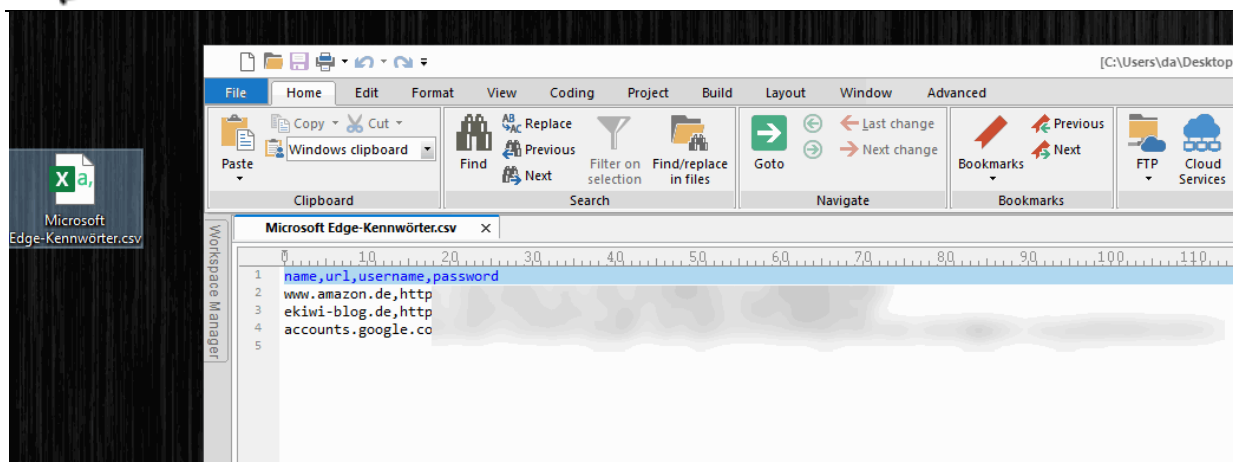 [C:\Users\da\Desktop
File Home Edit Format View Coding Project Build Layout Window Advanced
Paste
Copy Cut
Windows clipboard
Clipboard
Find
Replace
Previous
Next
Filter on selection
Find/replace in files
Search
Goto
Last change
Next change
Navigate
Bookmarks
Previous
Next
Bookmarks
FTP
Cloud Services
X a,
Microsoft
Edge-Kennwörter.csv
Workspace Manager
Microsoft Edge-Kennwörter.csv X
0 10 20 30 40 50 60 70 80 90 100 110
1 name,url,username,password
2 www.amazon.de,http
3 ekiwi-blog.de,http
4 accounts.google.co
5